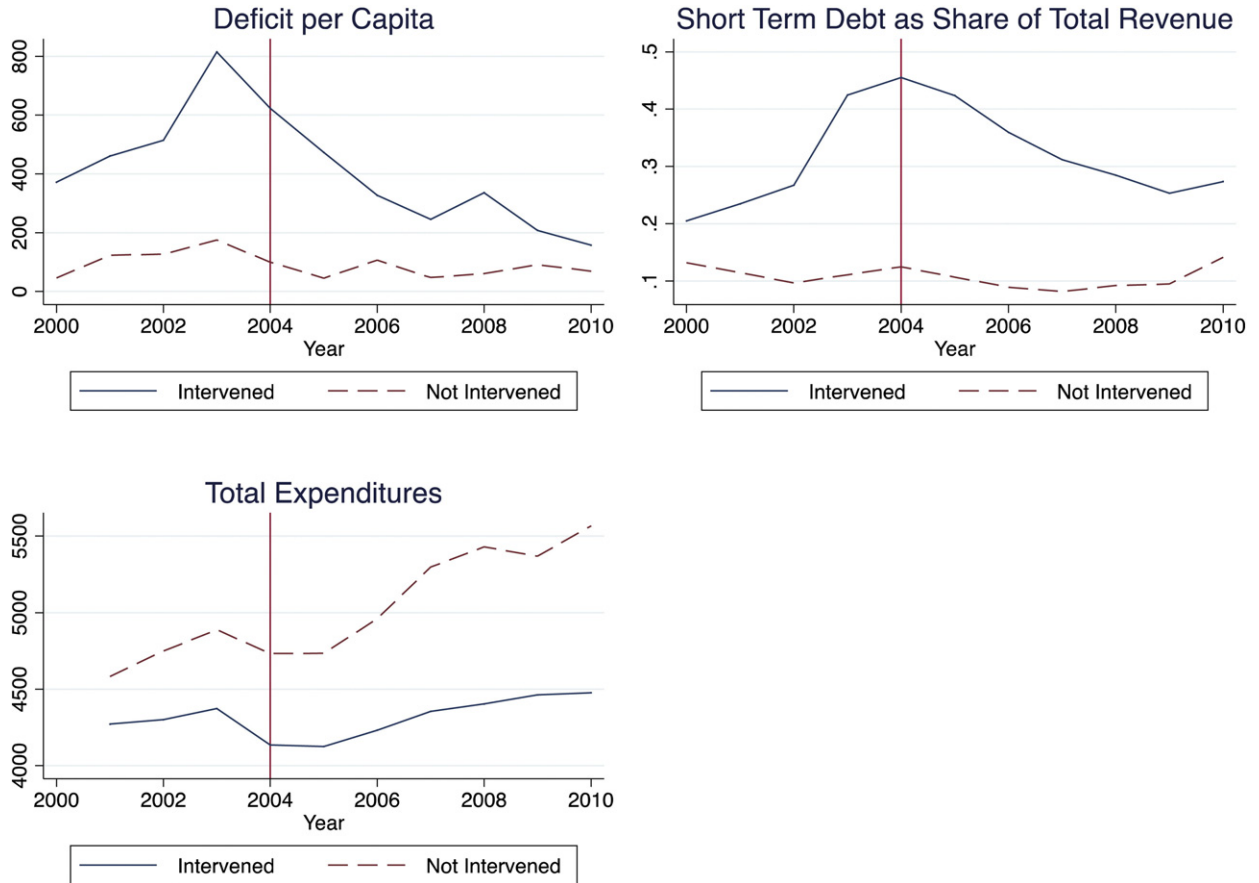 Deficit per Capita
800
600
400
200
0
2000 2002 2004 2006 2008 2010
Year
Intervened Not Intervened
Short Term Debt as Share of Total Revenue
.5
.4
.3
.2
.1
2000 2002 2004 2006 2008 2010
Year
Intervened Not Intervened
Total Expenditures
5500
5000
4500
4000
2000 2002 2004 2006 2008 2010
Year
Intervened Not Intervened